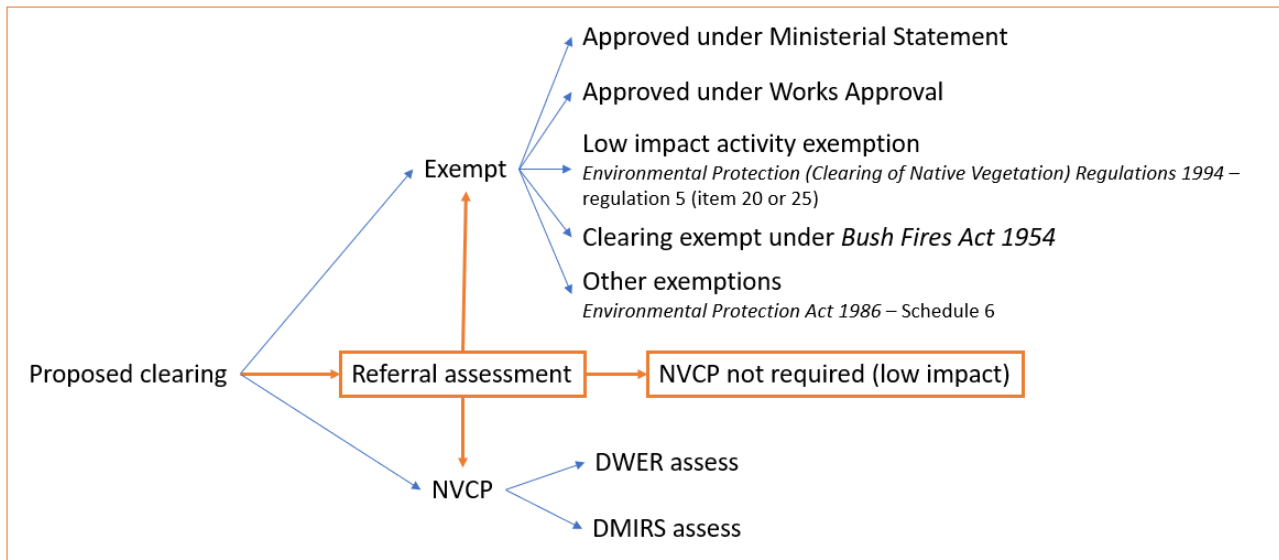 Approved under Ministerial Statement
Approved under Works Approval
Low impact activity exemption
Environmental Protection (Clearing of Native Vegetation) Regulations 1994 –
regulation 5 (item 20 or 25)
Exempt
Clearing exempt under Bush Fires Act 1954
Other exemptions
Environmental Protection Act 1986 – Schedule 6
Proposed clearing
Referral assessment
NVCP not required (low impact)
DWER assess
NVCP
DMIRS assess